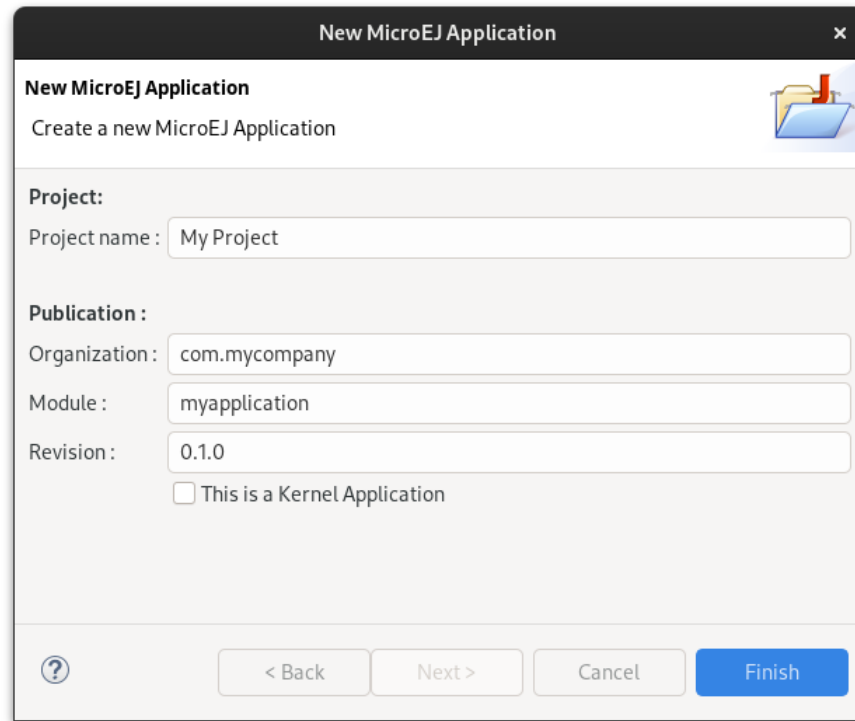 New MicroEJ Application
New MicroEJ Application
Create a new MicroEJ Application
Project:
Project name : My Project
Publication :
Organization : com.mycompany
Module : myapplication
Revision : 0.1.0
This is a Kernel Application
? < Back Next > Cancel Finish